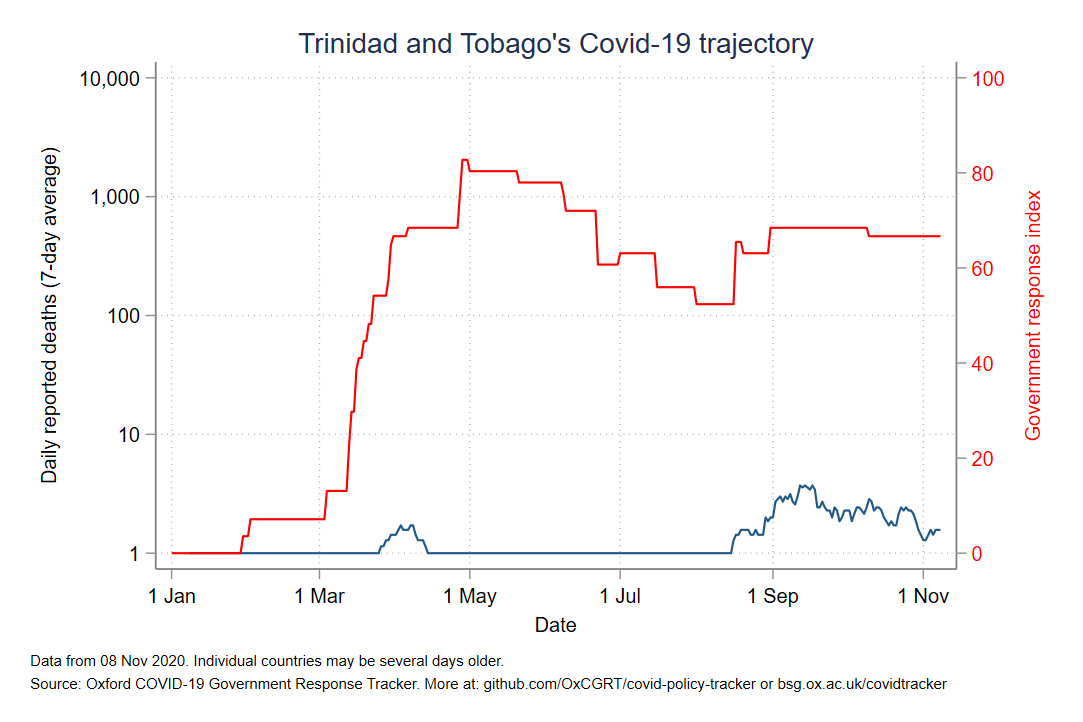 Trinidad and Tobago's Covid-19 trajectory
Daily reported deaths (7-day average)
10,000
1,000
100
10
1
100
80
60
40
20
0
Government response index
1 Jan
1 Mar
1 May
1 Jul
1 Sep
1 Nov
Date
Data from 08 Nov 2020. Individual countries may be several days older.
Source: Oxford COVID-19 Government Response Tracker. More at: github.com/OxCGRT/covid-policy-tracker or bsg.ox.ac.uk/covidtracker